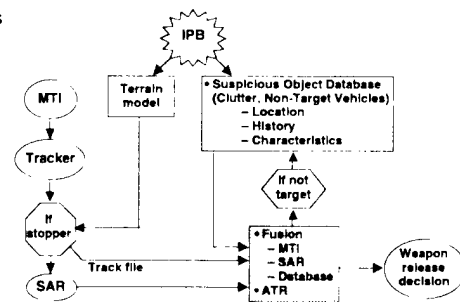 s
IPB
MTI
Terrain
model
• Suspicious Object Database
(Clutter, Non-Target Vehicles)
– Location
– History
– Characteristics
Tracker
If not
target
If
stopper
Track file
SAR
• Fusion
– MTI
– SAR
– Database
• ATR
Weapon
release
decision